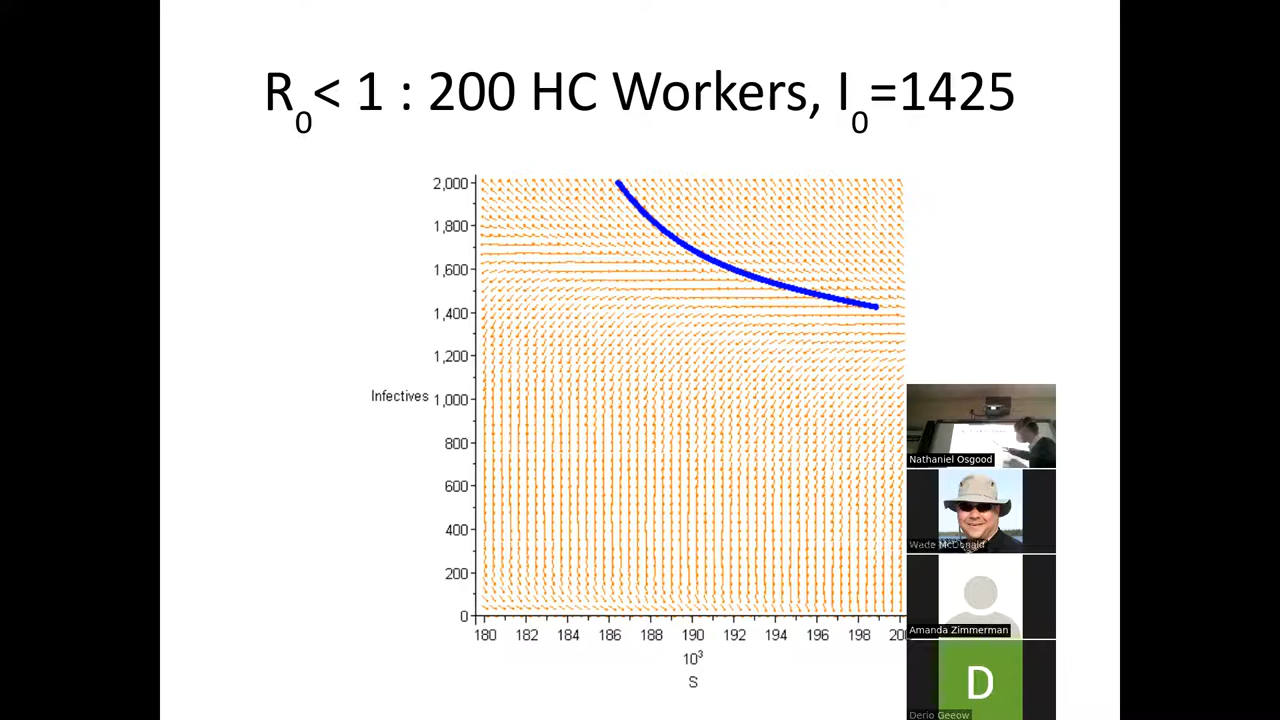 R₀< 1 : 200 HC Workers, I₀=1425
2,000
1,800
1,600
1,400
1,200
Infectives 1,000
800
600
400
200
0
180 182 184 186 188 190 192 194 196 198 200
10³
S
Nathaniel Osgood
Wade McDonald
Amanda Zimmerman
D
Derio Geeow